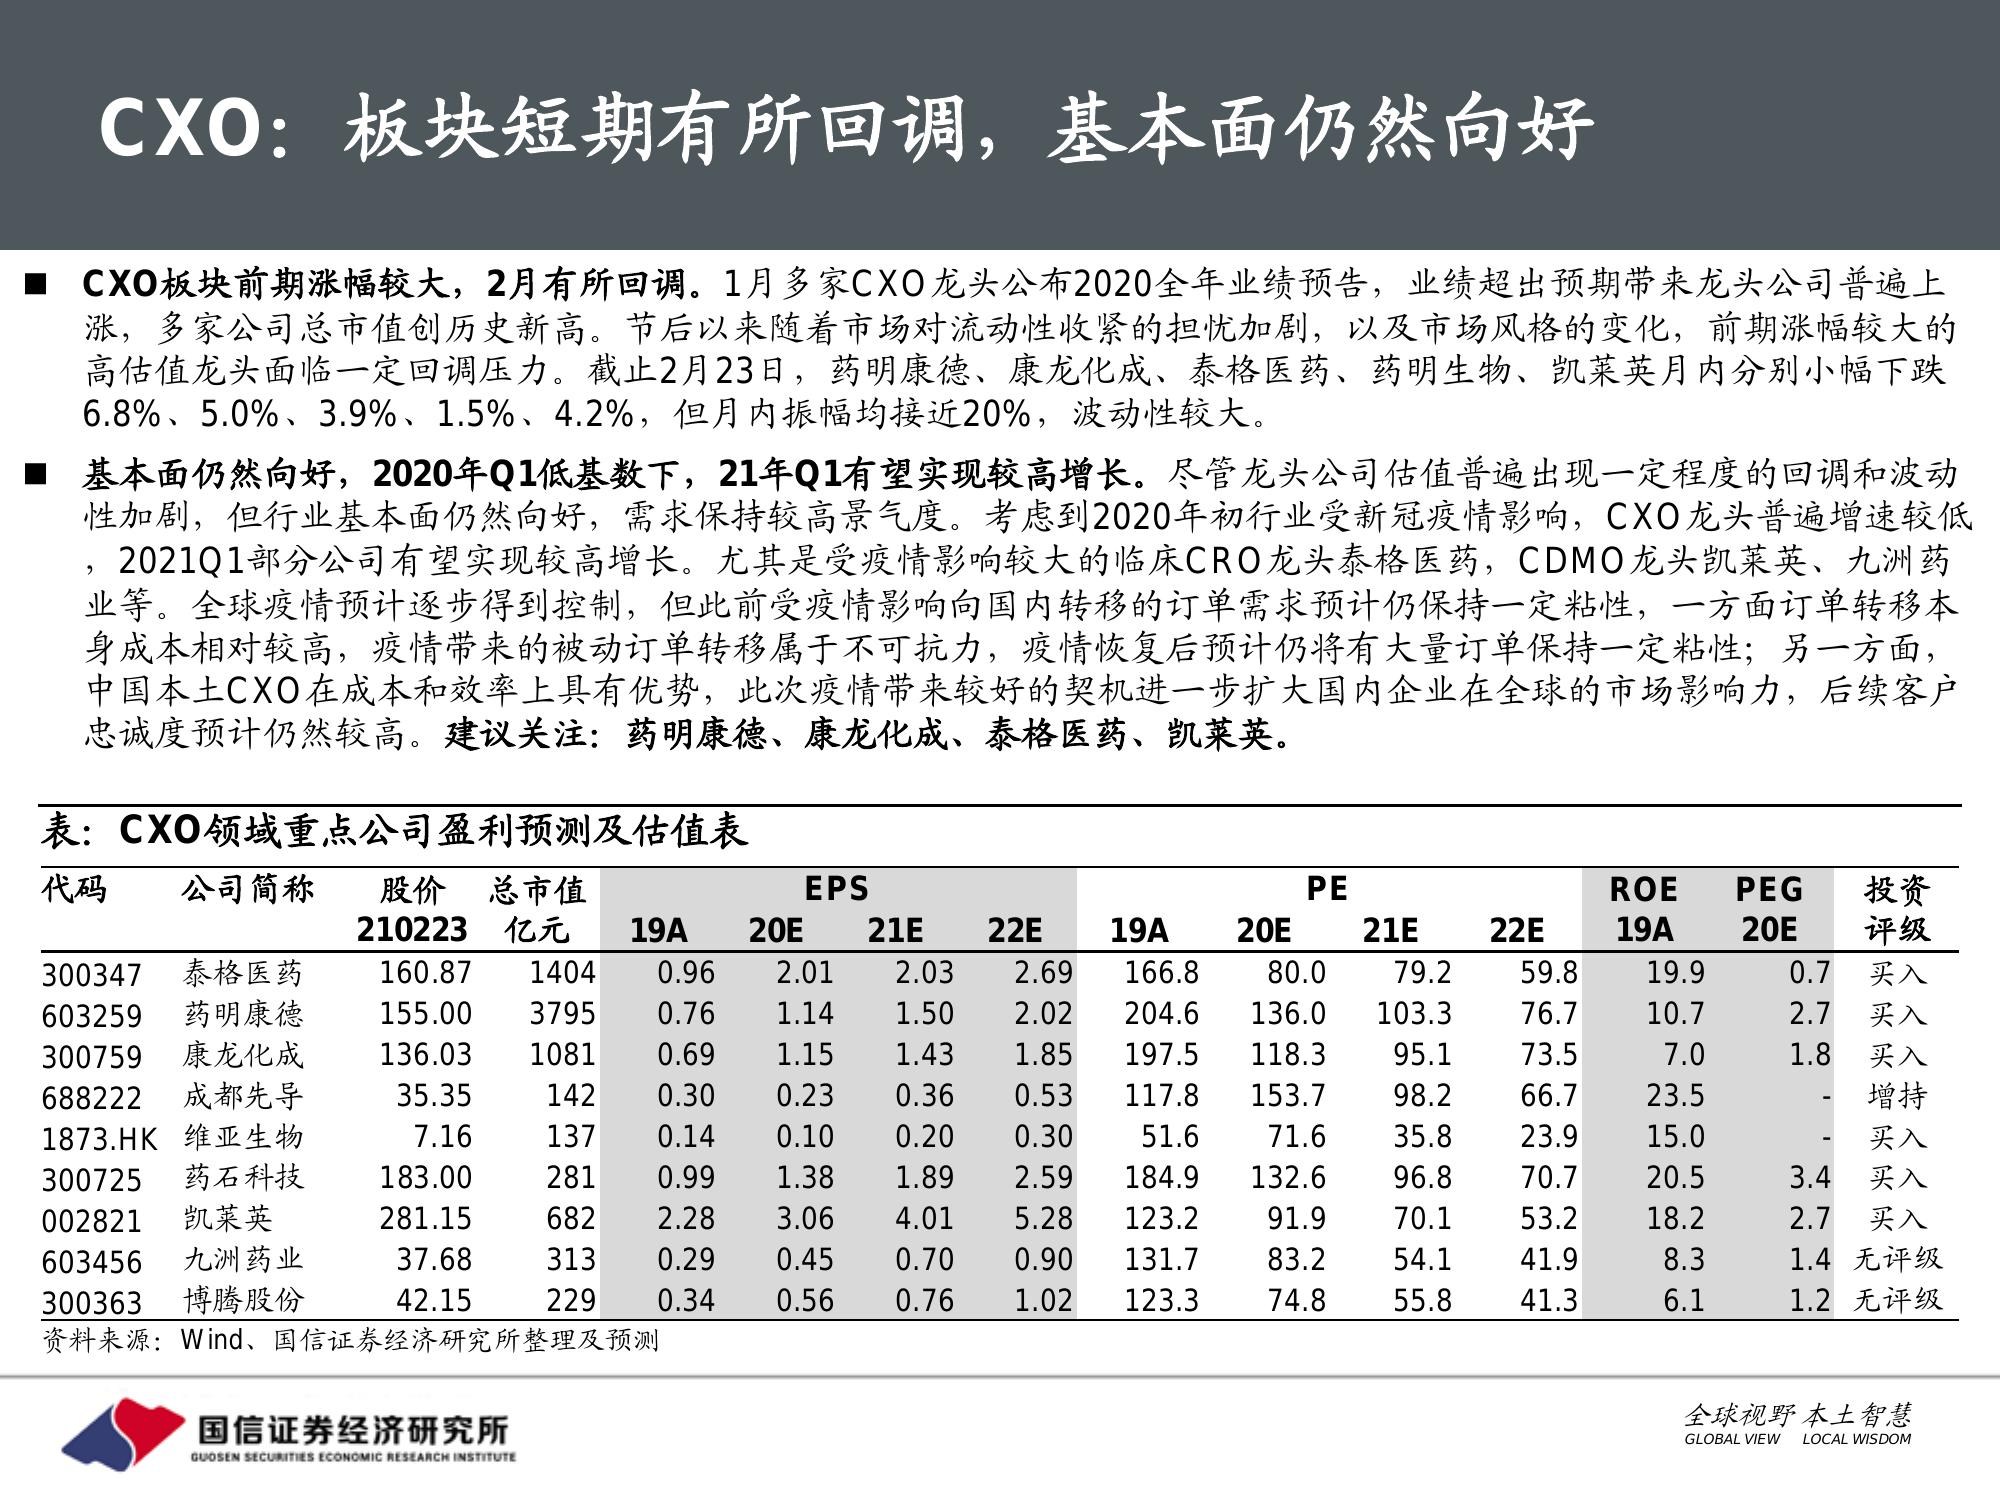 CXO：板块短期有所回调，基本面仍然向好
■ CXO板块前期涨幅较大，2月有所回调。1月多家CXO龙头公布2020全年业绩预告，业绩超出预期带来龙头公司普遍上
涨，多家公司总市值创历史新高。节后以来随着市场对流动性收紧的担忧加剧，以及市场风格的变化，前期涨幅较大的
高估值龙头面临一定回调压力。截止2月23日，药明康德、康龙化成、泰格医药、药明生物、凯莱英月内分别小幅下跌
6.8%、5.0%、3.9%、1.5%、4.2%，但月内振幅均接近20%，波动性较大。
■ 基本面仍然向好，2020年Q1低基数下，21年Q1有望实现较高增长。尽管龙头公司估值普遍出现一定程度的回调和波动
性加剧，但行业基本面仍然向好，需求保持较高景气度。考虑到2020年初行业受新冠疫情影响，CXO龙头普遍增速较低
，2021Q1部分公司有望实现较高增长。尤其是受疫情影响较大的临床CRO龙头泰格医药，CDMO龙头凯莱英、九洲药
业等。全球疫情预计逐步得到控制，但此前受疫情影响向国内转移的订单需求预计仍保持一定粘性，一方面订单转移本
身成本相对较高，疫情带来的被动订单转移属于不可抗力，疫情恢复后预计仍将有大量订单保持一定粘性；另一方面，
中国本土CXO在成本和效率上具有优势，此次疫情带来较好的契机进一步扩大国内企业在全球的市场影响力，后续客户
忠诚度预计仍然较高。建议关注：药明康德、康龙化成、泰格医药、凯莱英。
表：CXO领域重点公司盈利预测及估值表
代码 公司简称 股价 总市值 EPS PE ROE PEG 投资
210223 亿元 19A 20E 21E 22E 19A 20E 21E 22E 19A 20E 评级
300347 泰格医药 160.87 1404 0.96 2.01 2.03 2.69 166.8 80.0 79.2 59.8 19.9 0.7 买入
603259 药明康德 155.00 3795 0.76 1.14 1.50 2.02 204.6 136.0 103.3 76.7 10.7 2.7 买入
300759 康龙化成 136.03 1081 0.69 1.15 1.43 1.85 197.5 118.3 95.1 73.5 7.0 1.8 买入
688222 成都先导 35.35 142 0.30 0.23 0.36 0.53 117.8 153.7 98.2 66.7 23.5 - 增持
1873.HK 维亚生物 7.16 137 0.14 0.10 0.20 0.30 51.6 71.6 35.8 23.9 15.0 - 买入
300725 药石科技 183.00 281 0.99 1.38 1.89 2.59 184.9 132.6 96.8 70.7 20.5 3.4 买入
002821 凯莱英 281.15 682 2.28 3.06 4.01 5.28 123.2 91.9 70.1 53.2 18.2 2.7 买入
603456 九洲药业 37.68 313 0.29 0.45 0.70 0.90 131.7 83.2 54.1 41.9 8.3 1.4 无评级
300363 博腾股份 42.15 229 0.34 0.56 0.76 1.02 123.3 74.8 55.8 41.3 6.1 1.2 无评级
资料来源：Wind、国信证券经济研究所整理及预测
国信证券经济研究所
GUOSEN SECURITIES ECONOMIC RESEARCH INSTITUTE
全球视野 本土智慧
GLOBAL VIEW LOCAL WISDOM